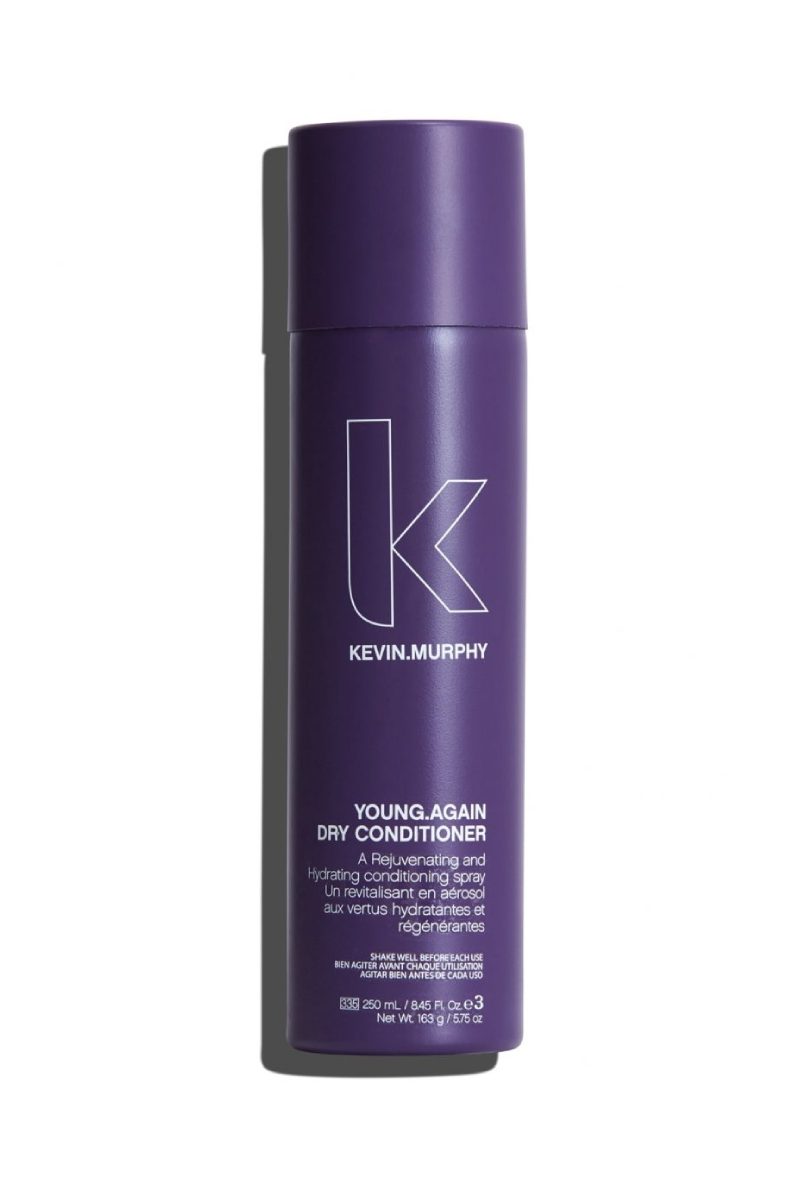 k
KEVIN.MURPHY
YOUNG.AGAIN
DRY CONDITIONER
A Rejuvenating and
Hydrating conditioning spray
Un revitalisant en aérosol
aux vertus hydratantes et
régénérantes
SHAKE WELL BEFORE EACH USE
BIEN AGITER AVANT CHAQUE UTILISATION
AGITAR BIEN ANTES DE CADA USO
335 250 mL / 8.45 Fl. Oz. e3
Net Wt. 163 g / 5.75 oz